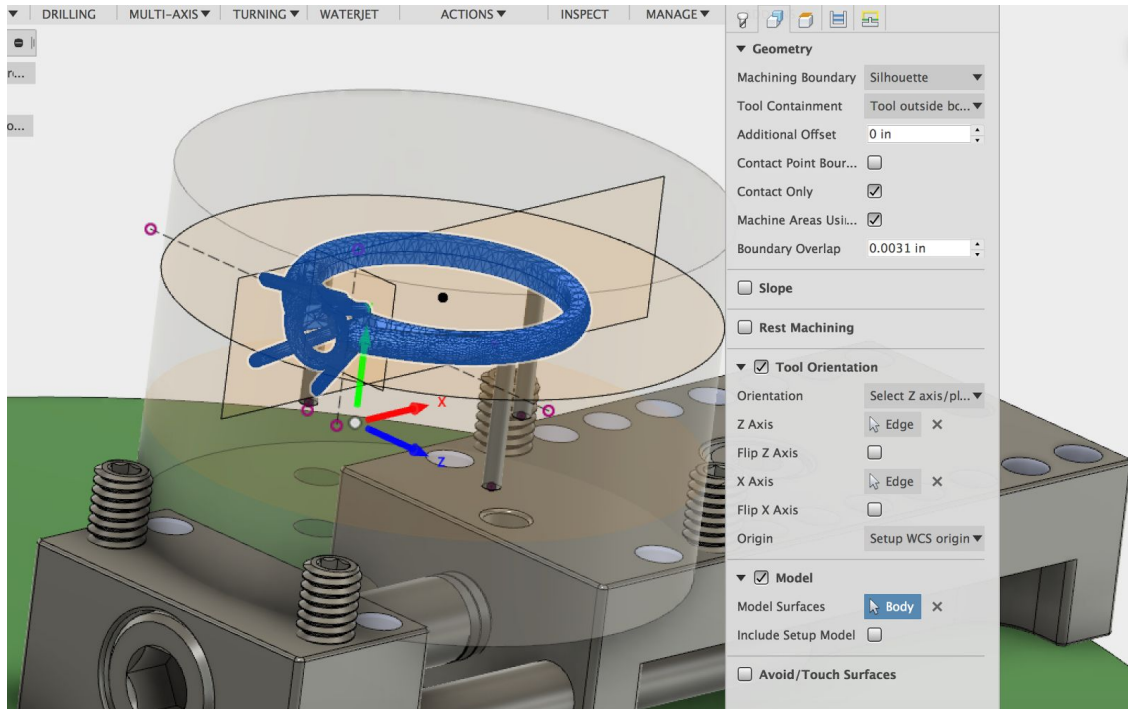 DRILLING MULTI-AXIS TURNING WATERJET ACTIONS INSPECT MANAGE
Geometry
Machining Boundary Silhouette
Tool Containment Tool outside bc...
Additional Offset 0 in
Contact Point Bour...
Contact Only
Machine Areas Usi...
Boundary Overlap 0.0031 in
Slope
Rest Machining
Tool Orientation
Orientation Select Z axis/pl...
Z Axis Edge
Flip Z Axis
X Axis Edge
Flip X Axis
Origin Setup WCS origin
Model
Model Surfaces Body
Include Setup Model
Avoid/Touch Surfaces
o...
X
Z